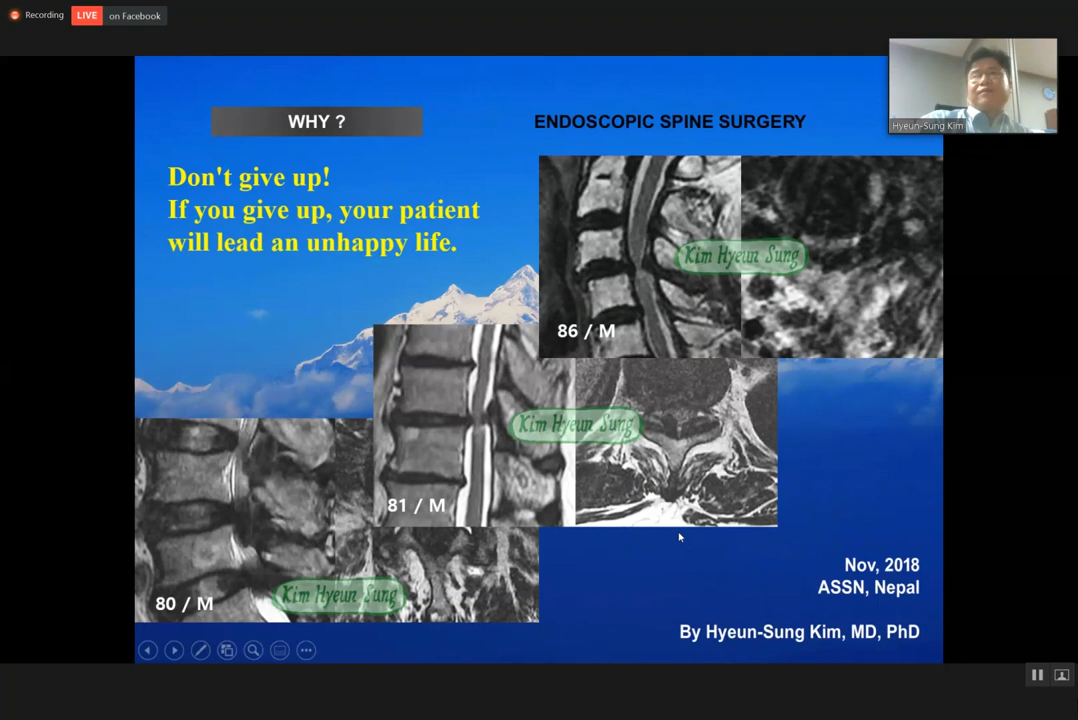 Recording
LIVE on Facebook
Hyeun-Sung Kim
WHY ?
ENDOSCOPIC SPINE SURGERY
Don't give up!
If you give up, your patient
will lead an unhappy life.
Kim Hyeun Sung
86 / M
Kim Hyeun Sung
81 / M
Kim Hyeun Sung
80 / M
Nov, 2018
ASSN, Nepal
By Hyeun-Sung Kim, MD, PhD